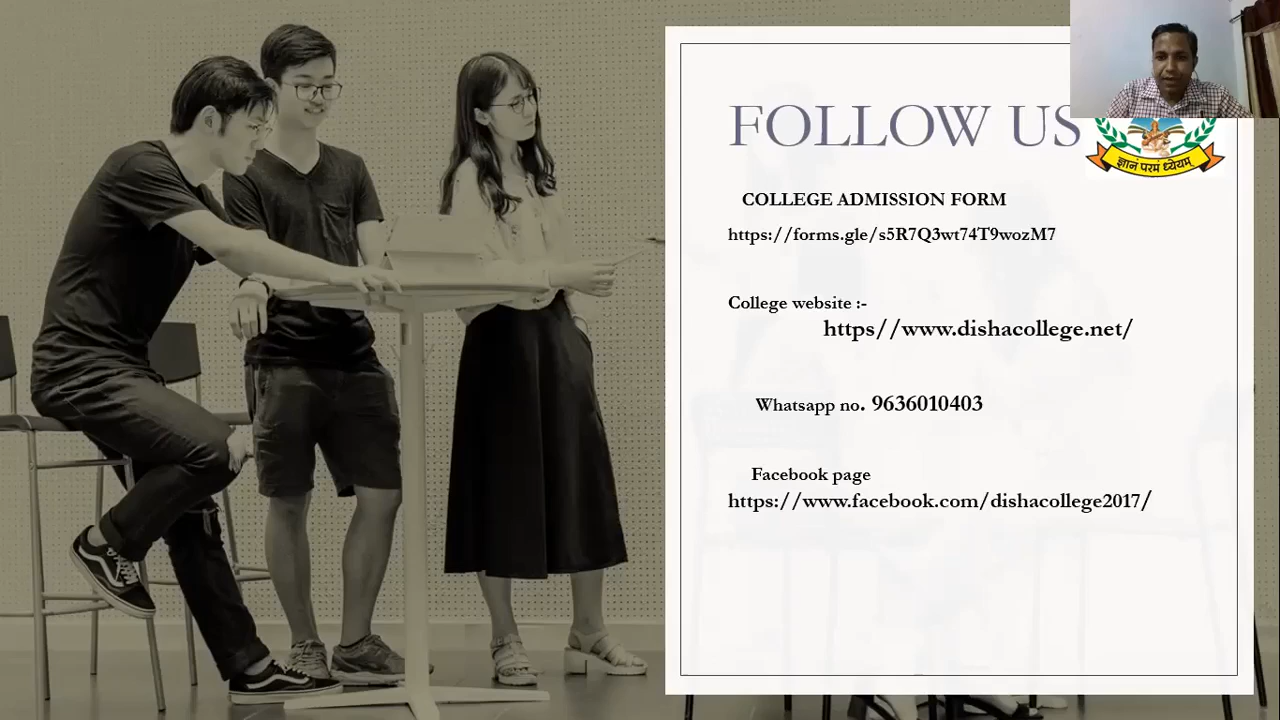 FOLLOW US
ज्ञानं परमं ध्येयम्
COLLEGE ADMISSION FORM
https://forms.gle/s5R7Q3wt74T9wozM7
College website :-
https//www.dishacollege.net/
Whatsapp no. 9636010403
Facebook page
https://www.facebook.com/dishacollege2017/